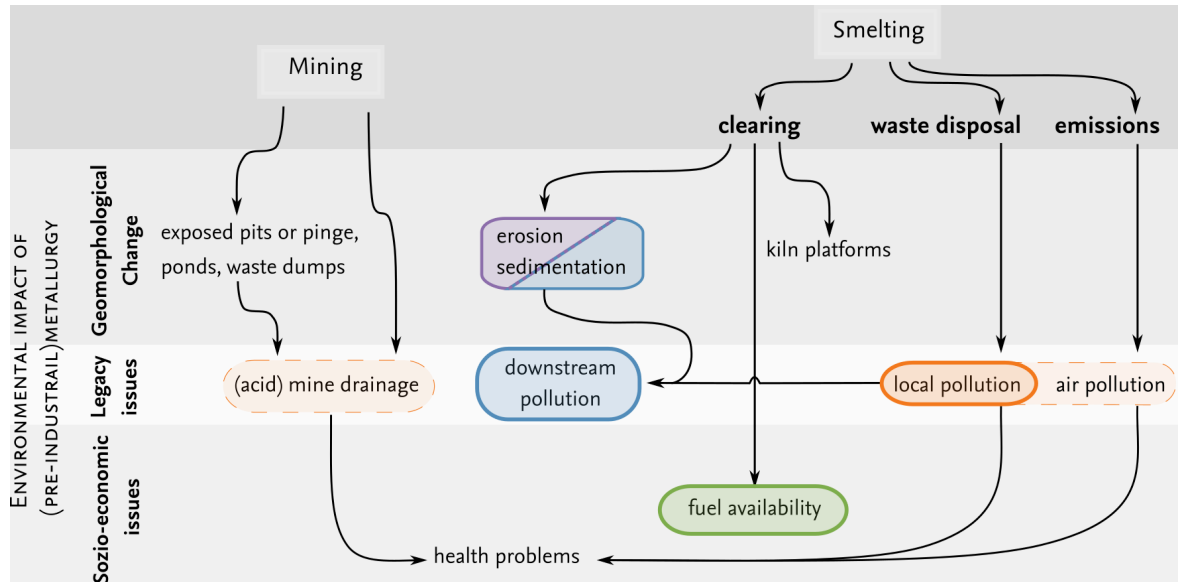 Smelting
Mining
clearing
waste disposal
emissions
ENVIRONMENTAL IMPACT OF
(PRE-INDUSTRAIL)METALLURGY
Geomorphological
Change
exposed pits or pinge,
ponds, waste dumps
erosion
sedimentation
kiln platforms
Legacy
issues
(acid) mine drainage
downstream
pollution
local pollution
air pollution
Sozio-economic
issues
fuel availability
health problems